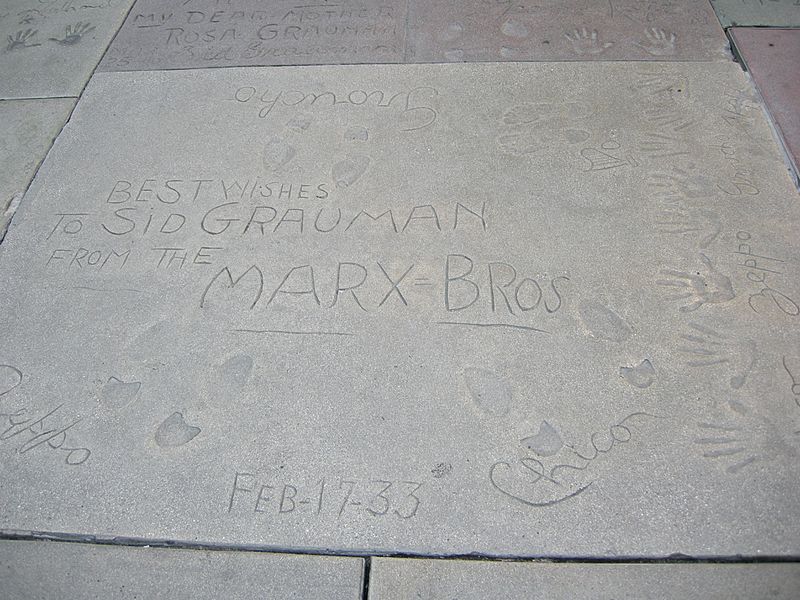 MY DEAR MOTHER
ROSA GRAUMAN
Groucho
BEST WISHES
TO SID GRAUMAN
FROM THE
MARX-BROS
Zeppo
Zeppo
Chico
FEB-17-33